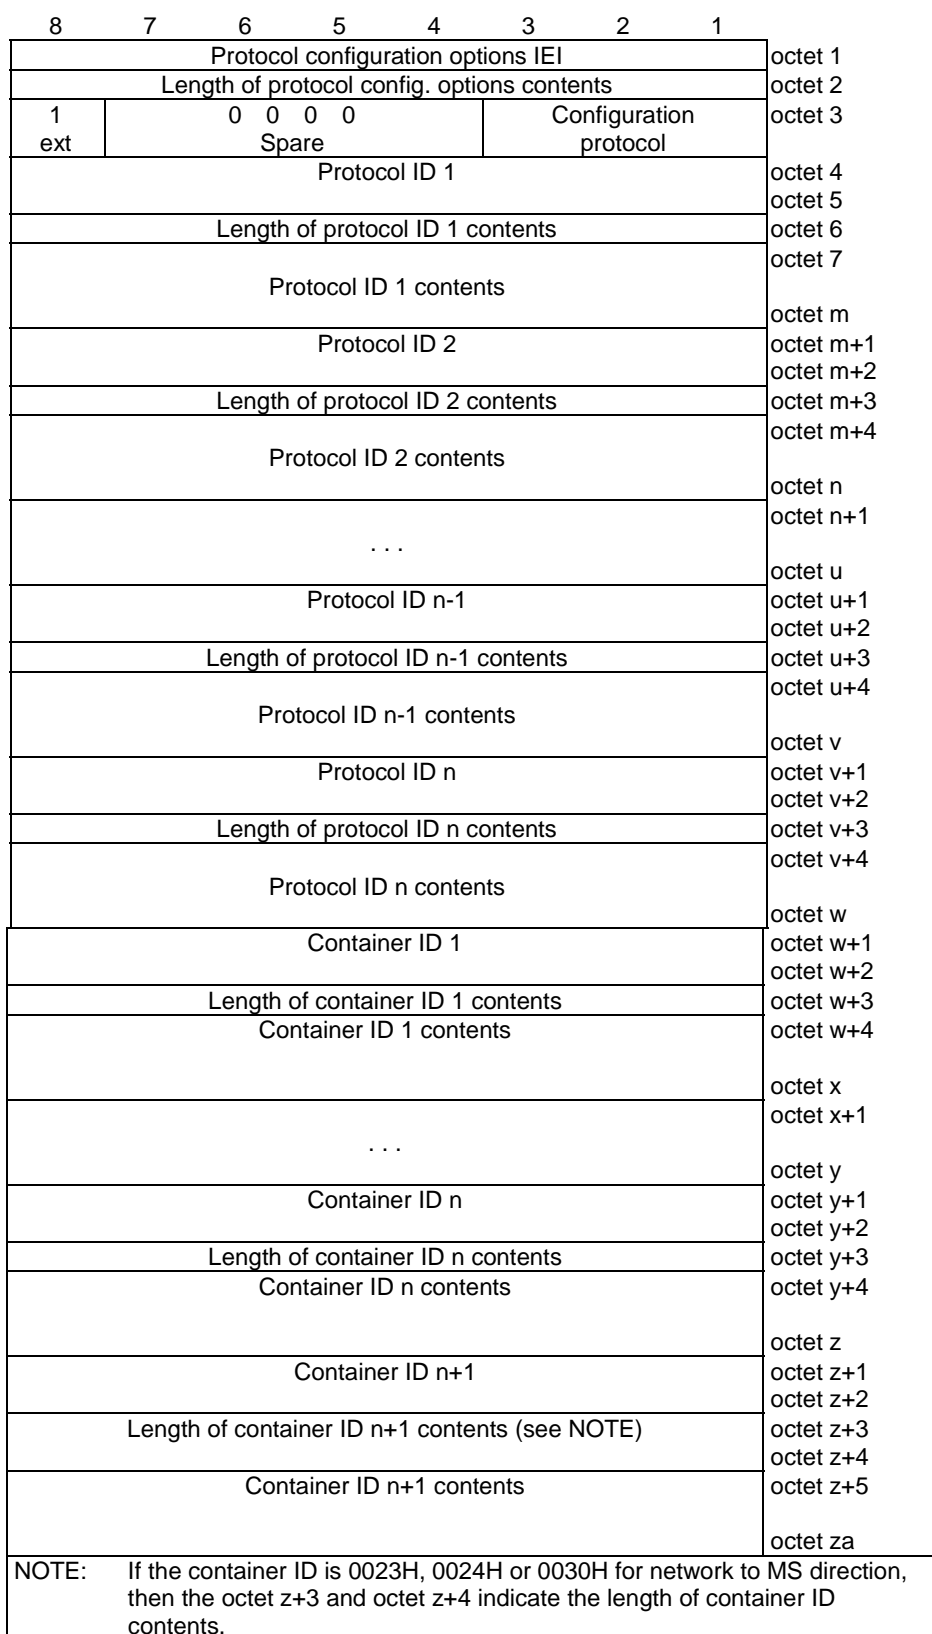 8 7 6 5 4 3 2 1
Protocol configuration options IEI octet 1
Length of protocol config. options contents octet 2
1 0 0 0 0 Configuration octet 3
ext Spare protocol
Protocol ID 1 octet 4
octet 5
Length of protocol ID 1 contents octet 6
octet 7
Protocol ID 1 contents
octet m
Protocol ID 2 octet m+1
octet m+2
Length of protocol ID 2 contents octet m+3
octet m+4
Protocol ID 2 contents
octet n
octet n+1
. . .
octet u
Protocol ID n-1 octet u+1
octet u+2
Length of protocol ID n-1 contents octet u+3
octet u+4
Protocol ID n-1 contents
octet v
Protocol ID n octet v+1
octet v+2
Length of protocol ID n contents octet v+3
octet v+4
Protocol ID n contents
octet w
Container ID 1 octet w+1
octet w+2
Length of container ID 1 contents octet w+3
Container ID 1 contents octet w+4
octet x
octet x+1
. . .
octet y
Container ID n octet y+1
octet y+2
Length of container ID n contents octet y+3
Container ID n contents octet y+4
octet z
Container ID n+1 octet z+1
octet z+2
Length of container ID n+1 contents (see NOTE) octet z+3
octet z+4
Container ID n+1 contents octet z+5
octet za
NOTE: If the container ID is 0023H, 0024H or 0030H for network to MS direction,
then the octet z+3 and octet z+4 indicate the length of container ID
contents.